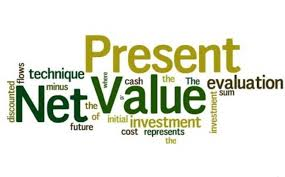 Present
flows
technique
where
cash
the
The
evaluation
minus
is
sum
discounted
Net
Value
the
of
initial
investment
investment
future
cost
represents
the